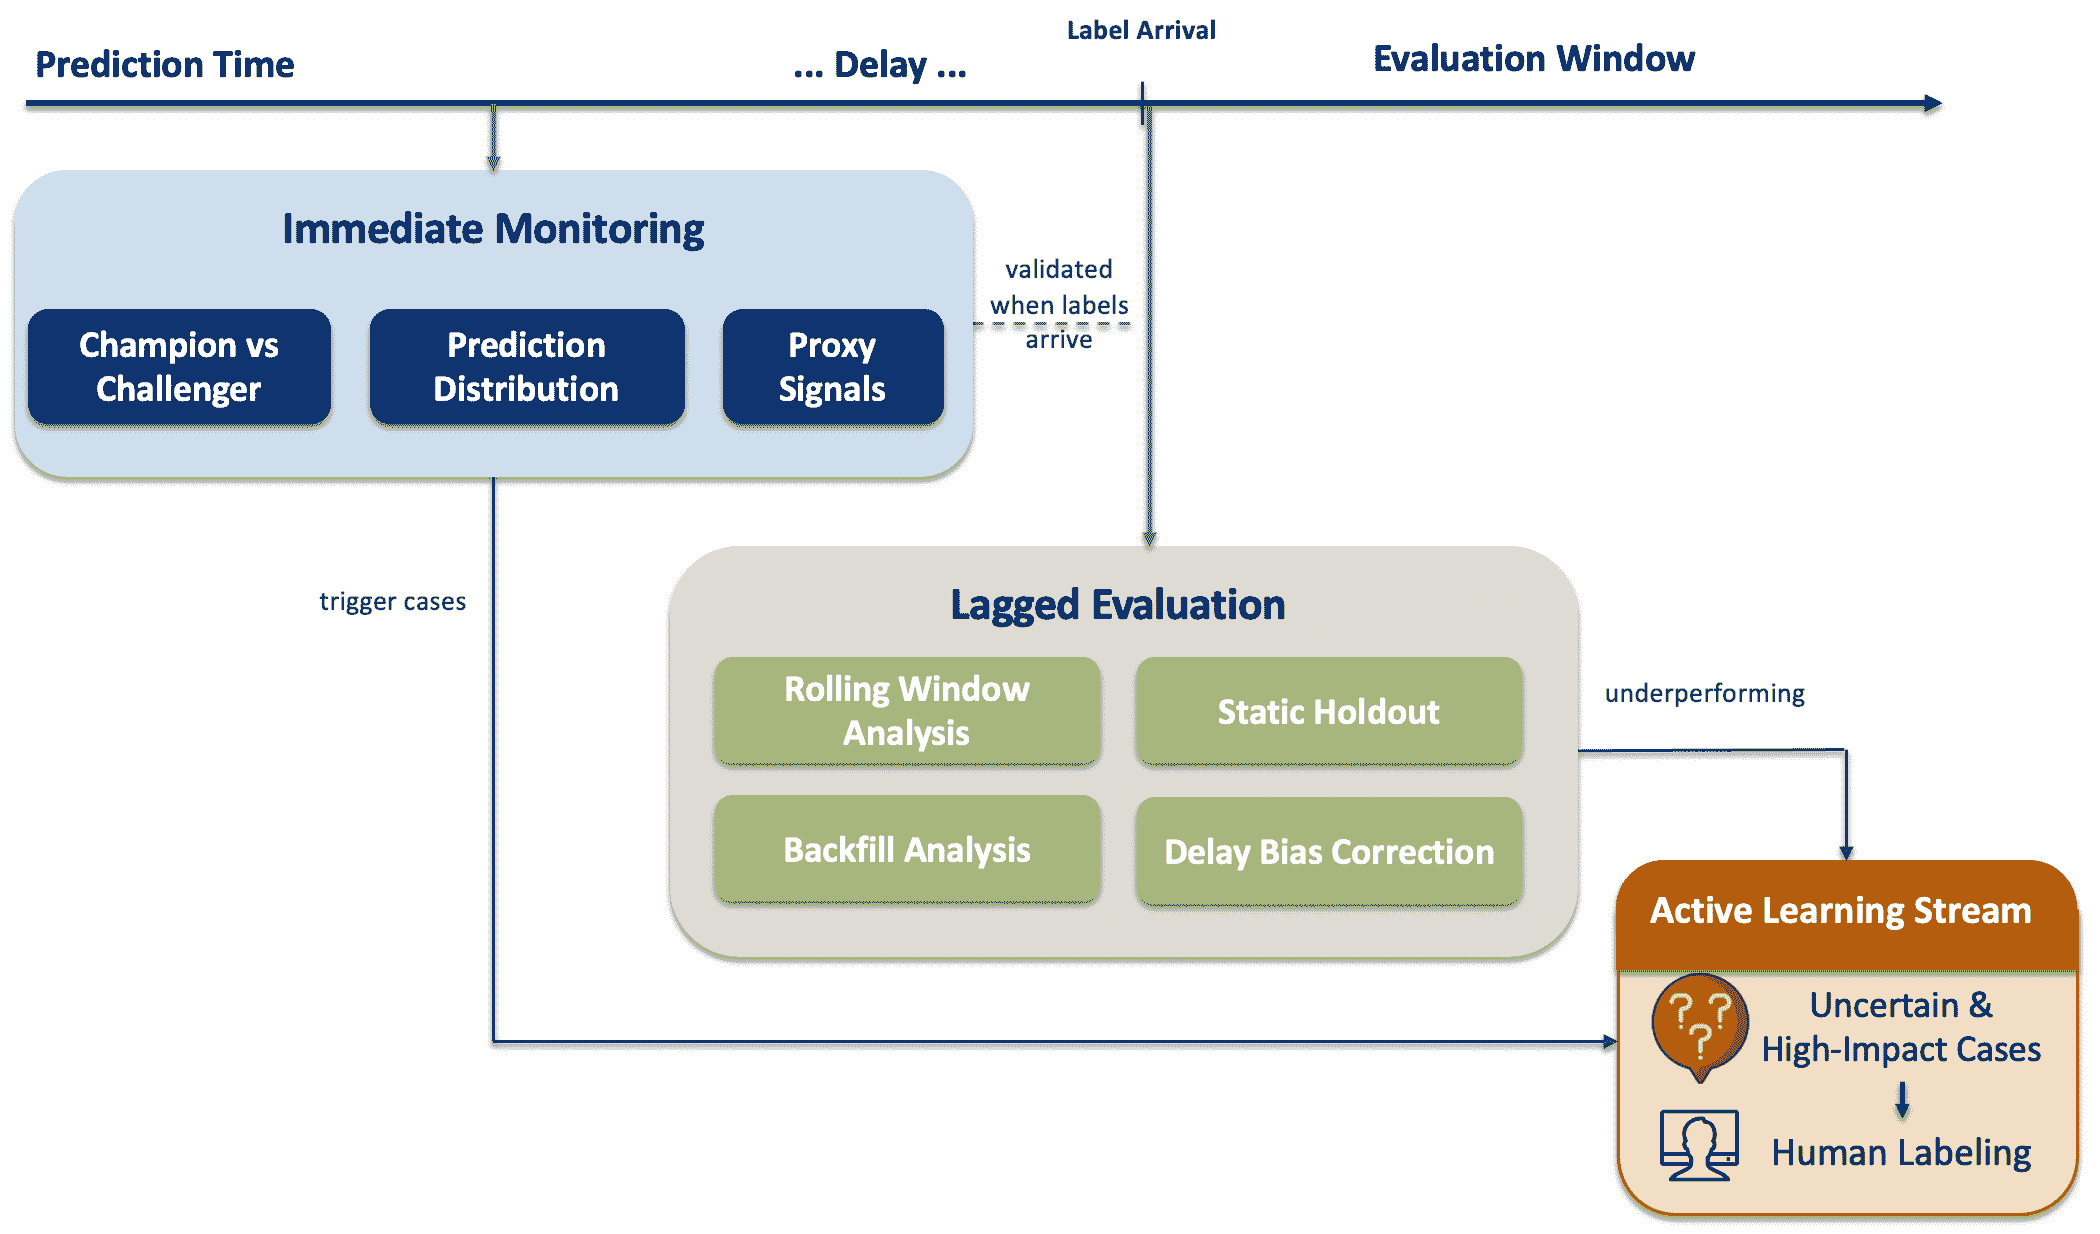 Label Arrival
Prediction Time
... Delay ...
Evaluation Window
Immediate Monitoring
Champion vs
Challenger
Prediction
Distribution
Proxy
Signals
validated
when labels
arrive
trigger cases
Lagged Evaluation
Rolling Window
Analysis
Static Holdout
Backfill Analysis
Delay Bias Correction
underperforming
Active Learning Stream
? ?
?
Uncertain &
High-Impact Cases
Human Labeling